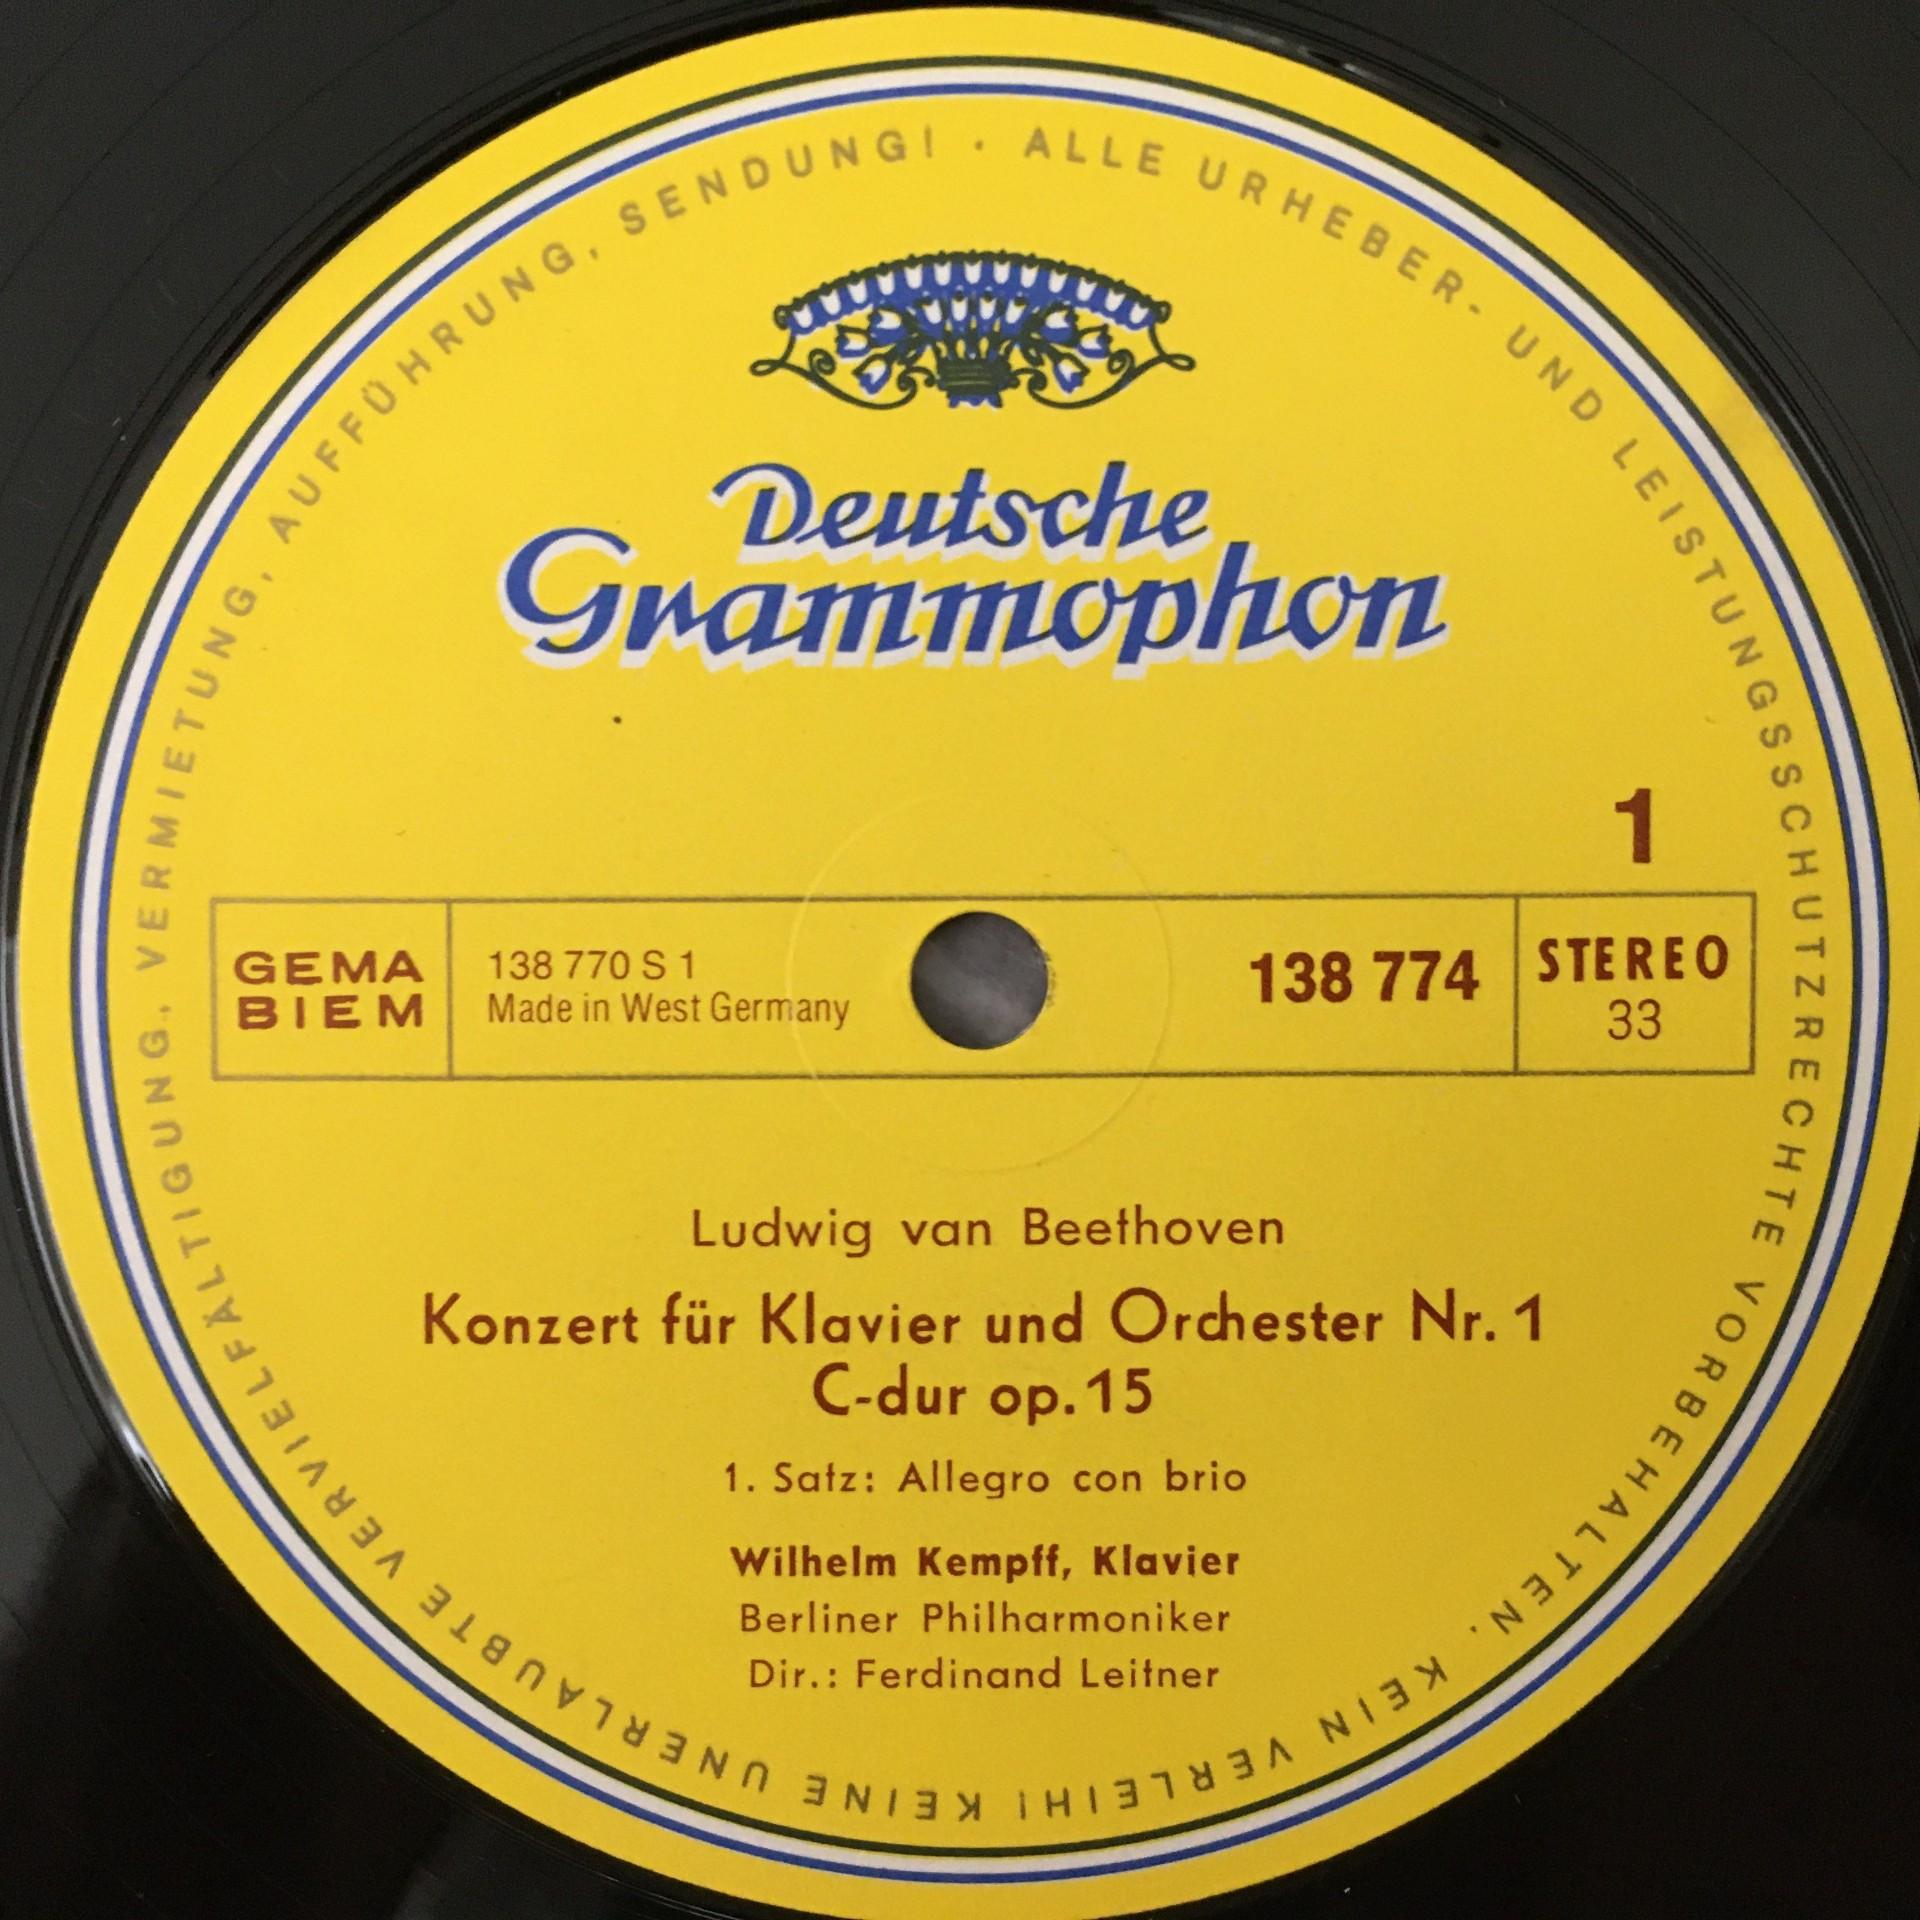 ALLE URHEBER- UND LEISTUNGSSCHUTZRECHTE VORBEHALTEN. KEIN VERLEIH! KEINE UNERLAUBTE VERVIELFÄLTIGUNG, VERMIETUNG, AUFFÜHRUNG, SENDUNG! ·
Deutsche
Grammophon
1
GEMA
BIEM
138 770 S 1
Made in West Germany
138 774
STEREO
33
Ludwig van Beethoven
Konzert für Klavier und Orchester Nr. 1
C-dur op. 15
1. Satz: Allegro con brio
Wilhelm Kempff, Klavier
Berliner Philharmoniker
Dir.: Ferdinand Leitner